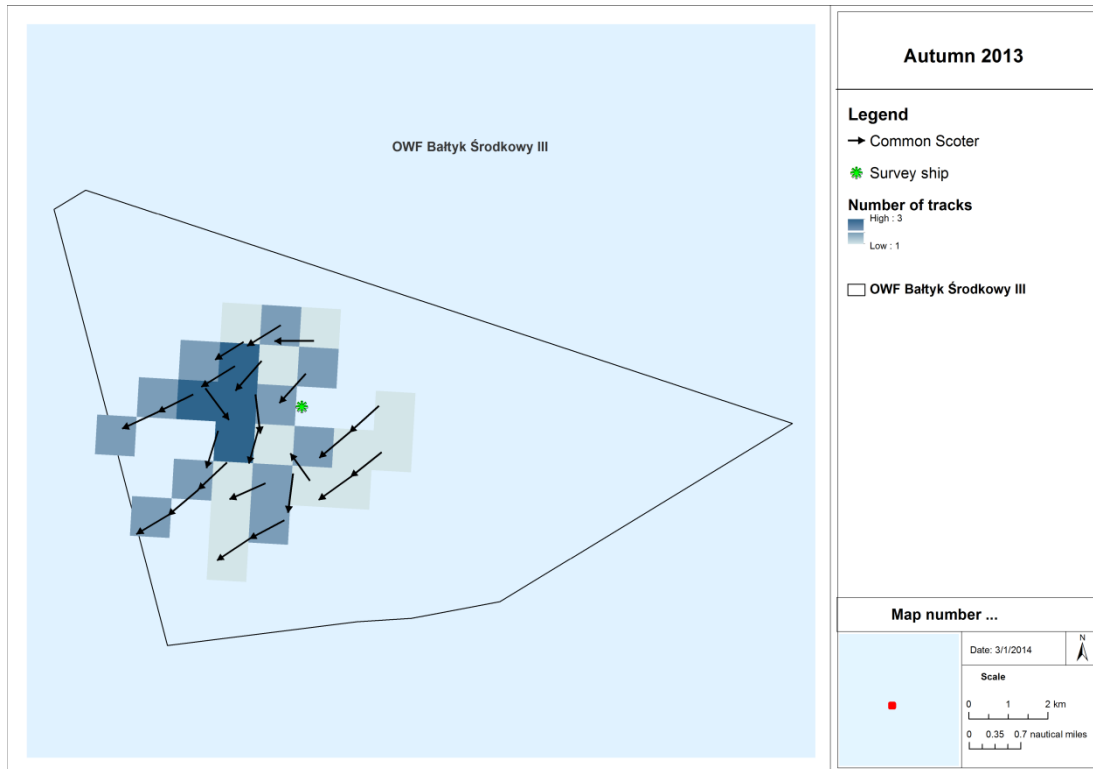 OWF Bałtyk Środkowy III
Autumn 2013
Legend
Common Scoter
Survey ship
Number of tracks
High : 3
Low : 1
OWF Bałtyk Środkowy III
Map number ...
Date: 3/1/2014
N
Scale
0 1 2 km
0 0.35 0.7 nautical miles